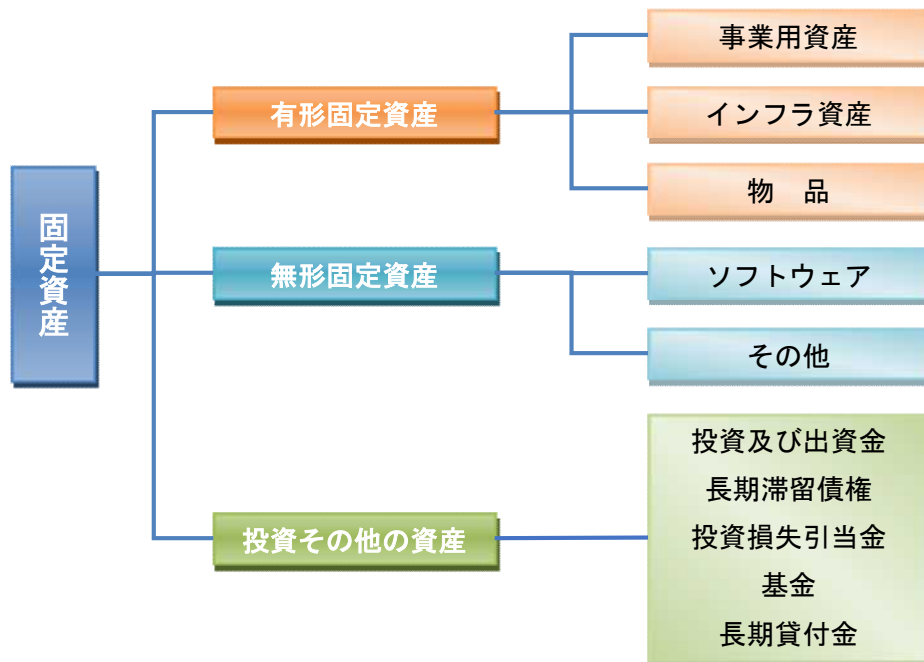 固定資産
有形固定資産
事業用資産
インフラ資産
物　品
無形固定資産
ソフトウェア
その他
投資その他の資産
投資及び出資金
長期滞留債権
投資損失引当金
基金
長期貸付金